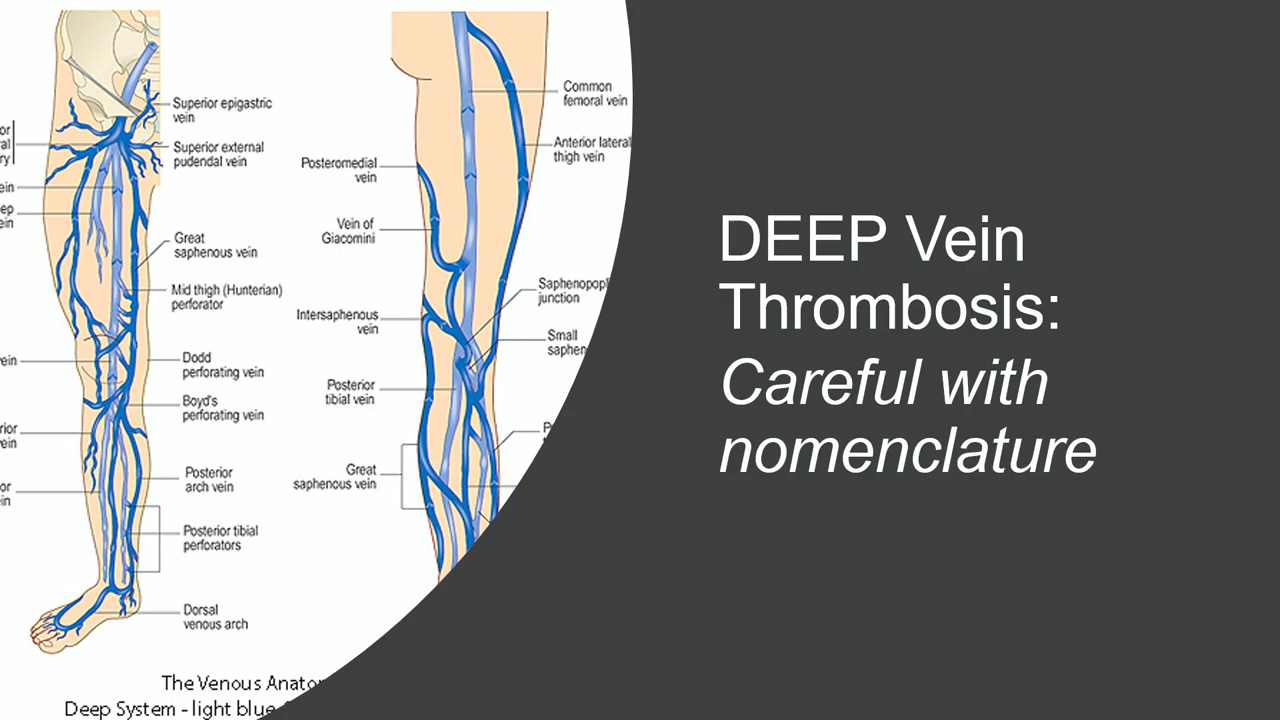 DEEP Vein
Thrombosis:
Careful with
nomenclature
Superior epigastric
vein
Superior external
pudendal vein
Great
saphenous vein
Mid thigh (Hunterian)
perforator
Dodd
perforating vein
Boyd's
perforating vein
Posterior
arch vein
Posterior tibial
perforators
Dorsal
venous arch
Common
femoral vein
Anterior lateral
thigh vein
Posteromedial
vein
Vein of
Giacomini
junction
Intersaphenous
vein
Small
Posterior
tibial vein
Great
saphenous vein
The Venous
Deep System - light blue